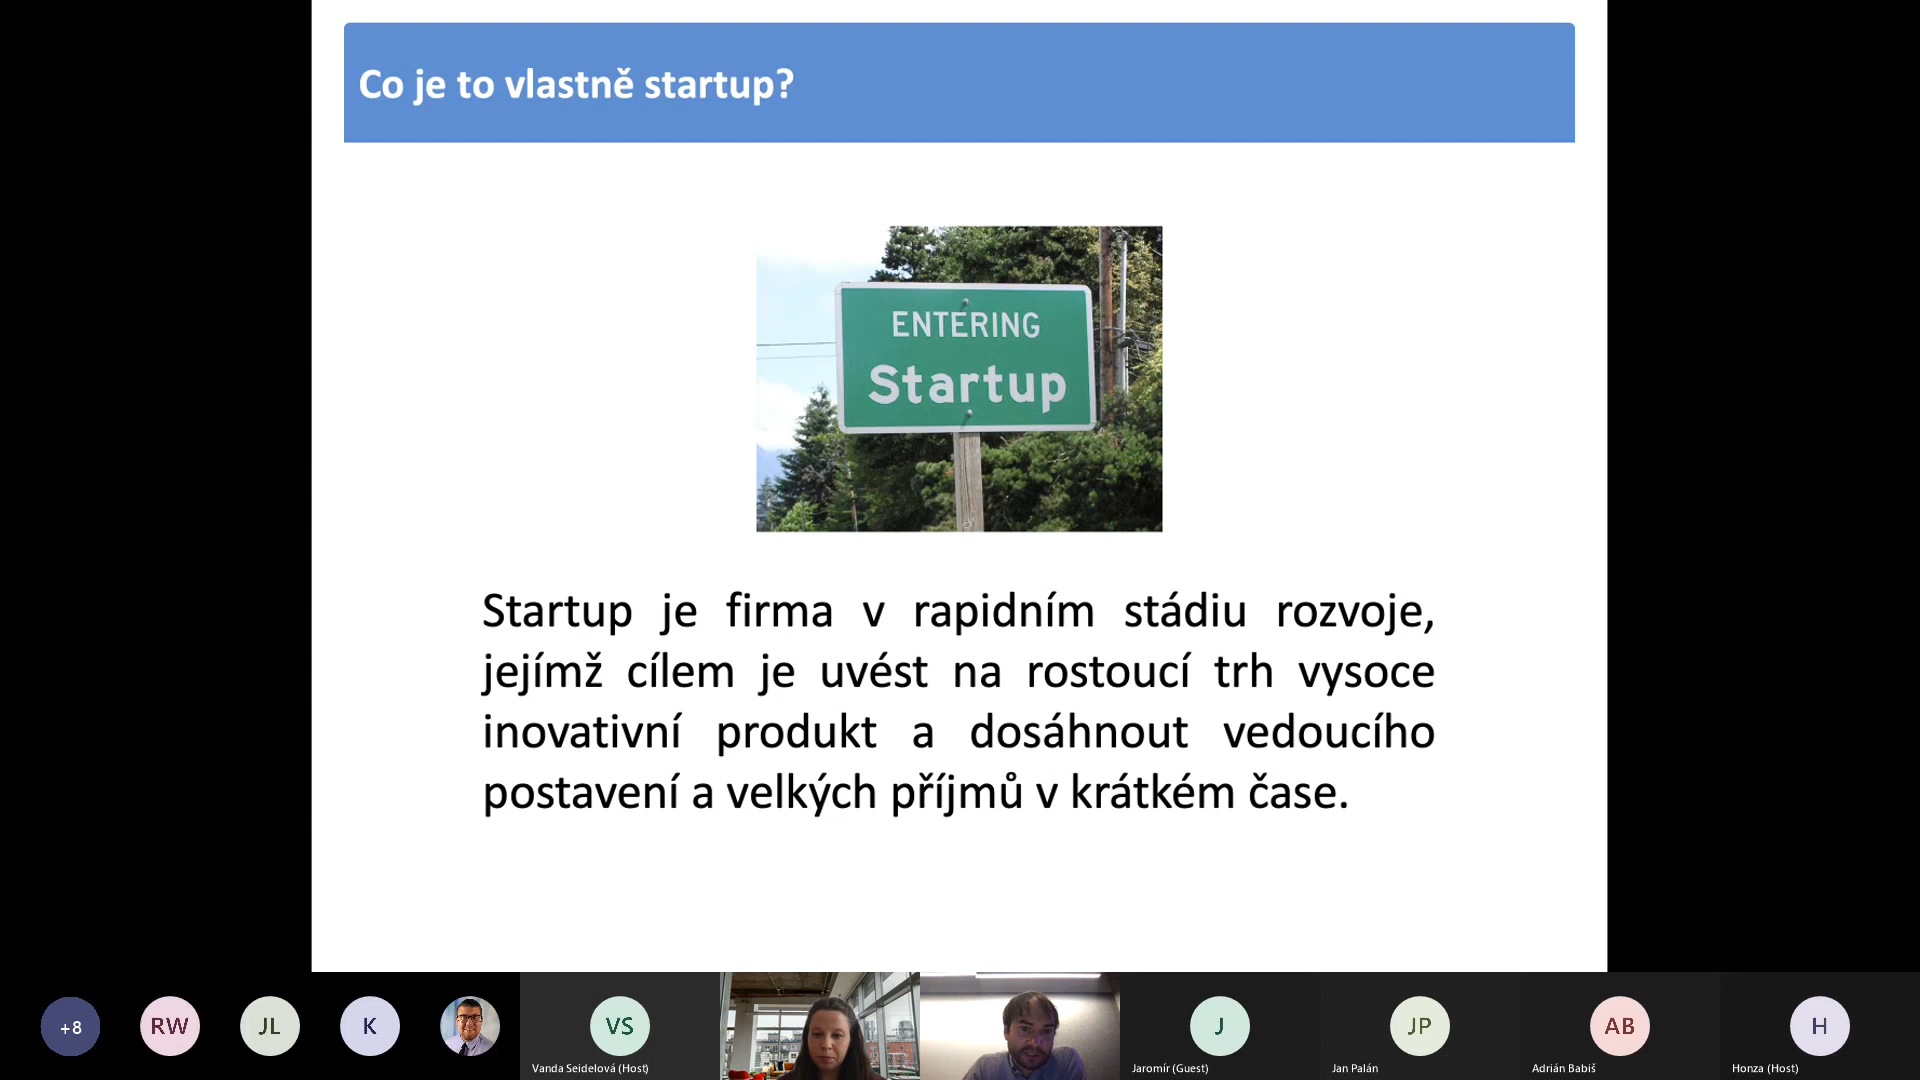 Co je to vlastně startup?
ENTERING
Startup
Startup je firma v rapidním stádiu rozvoje,
jejímž cílem je uvést na rostoucí trh vysoce
inovativní produkt a dosáhnout vedoucího
postavení a velkých příjmů v krátkém čase.
+8
RW
JL
K
VS
J
JP
AB
H
Vanda Seidelová (Host)
Jaromír (Guest)
Jan Palán
Adrián Babiš
Honza (Host)